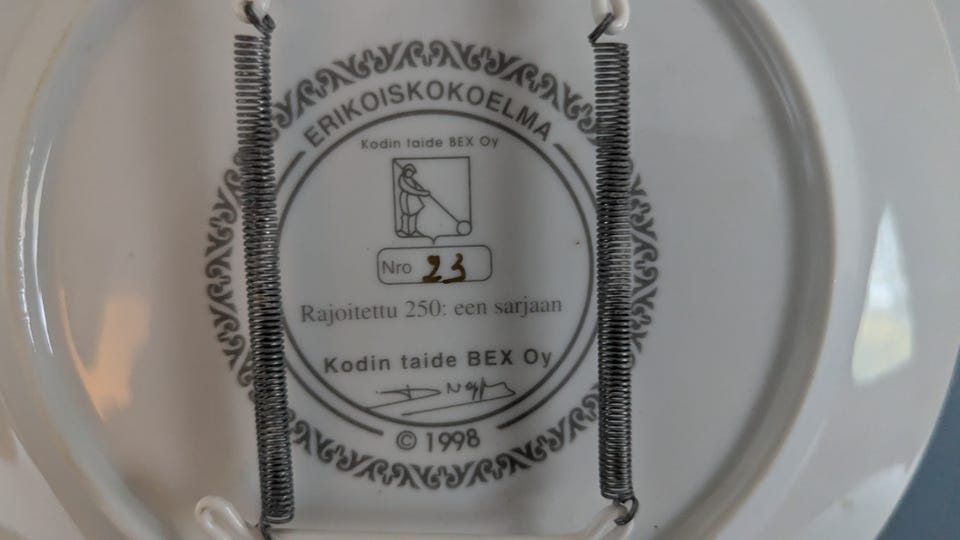 ERIKOISKOKOELMA
Kodin taide BEX Oy
Nro 23
Rajoitettu 250: een sarjaan
Kodin taide BEX Oy
© 1998